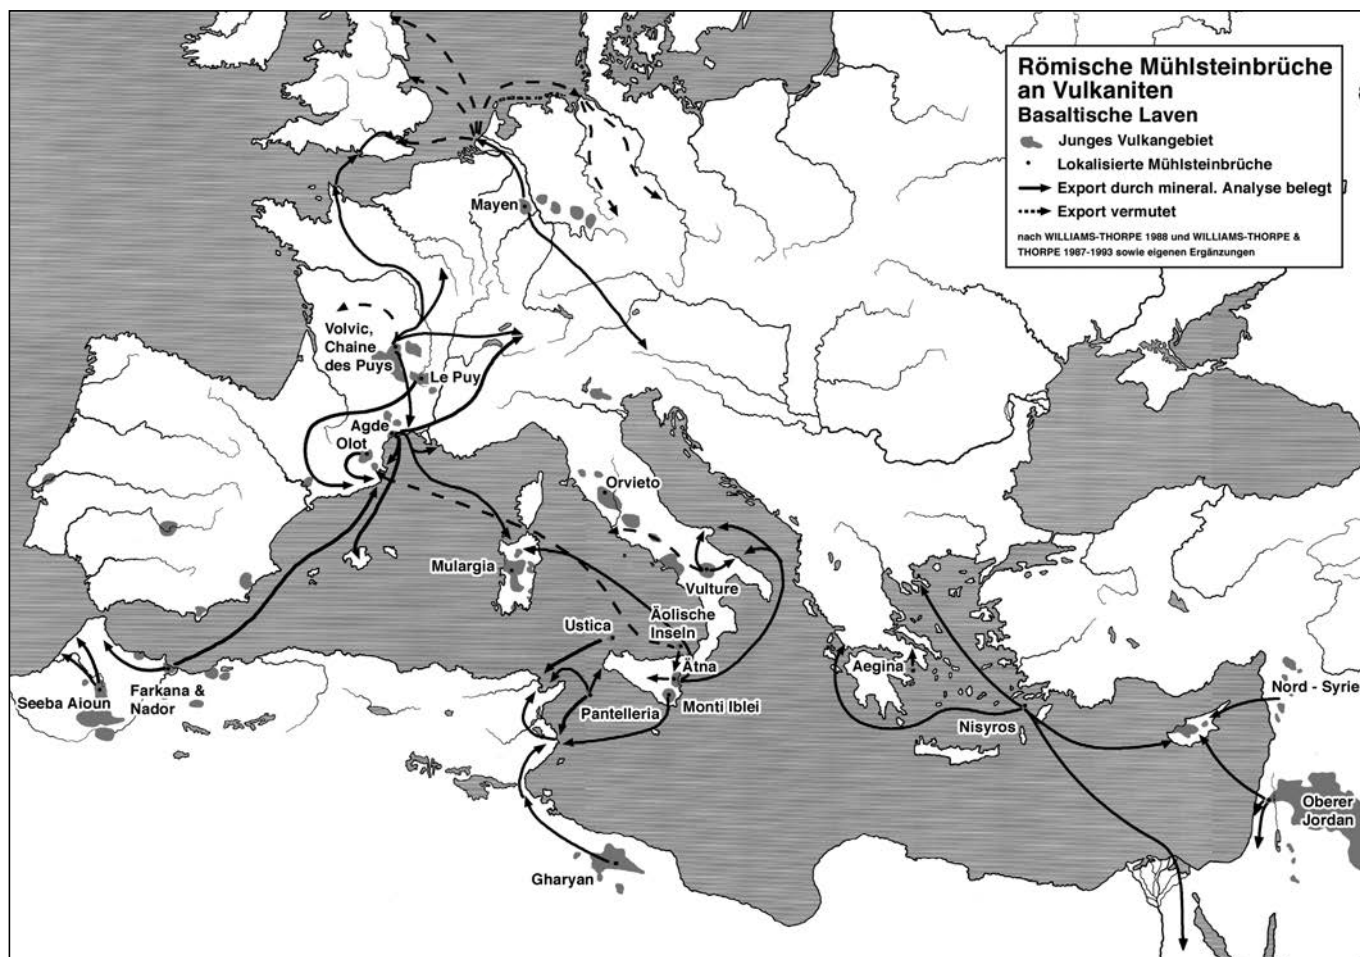 Römische Mühlsteinbrüche
an Vulkaniten
Basaltische Laven
Junges Vulkangebiet
Lokalisierte Mühlsteinbrüche
Export durch mineral. Analyse belegt
Export vermutet
nach WILLIAMS-THORPE 1988 und WILLIAMS-THORPE &
THORPE 1987-1993 sowie eigenen Ergänzungen
Mayen
Volvic,
Chaine
des Puys
Le Puy
Agde
Olot
Orvieto
Mulargia
Vulture
Ustica
Äolische
Inseln
Ätna
Monti Iblei
Pantelleria
Aegina
Nisyros
Nord - Syrien
Oberer
Jordan
Seeba Aioun
Farkana &
Nador
Gharyan